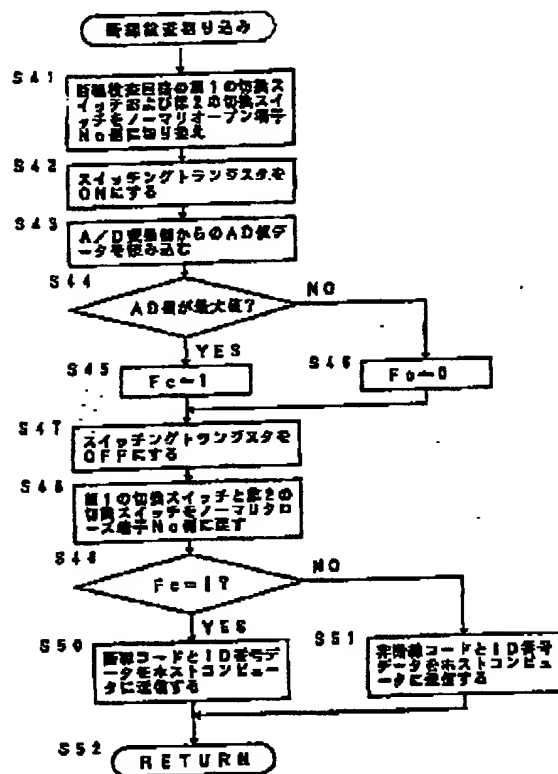 断線検査割り込み
S41
断線検査回路の第1の切換ス
イッチおよび第2の切換スイ
ッチをノーマリオープン端子
No側に切り換え
S42
スイッチングトランジスタを
ONにする
S43
A/D変換器からのAD値デ
ータを読み込む
S44
AD値が最大値?
NO
YES
S45
Fc=1
S46
Fc=0
S47
スイッチングトランジスタを
OFFにする
S48
第1の切換スイッチと第2の
切換スイッチをノーマリクロ
ーズ端子Nc側に戻す
S49
Fc=1?
NO
YES
S50
断線コードとID番号デ
ータをホストコンピュー
タに送信する
S51
非断線コードとID番号
データをホストコンピュ
ータに送信する
S52
RETURN